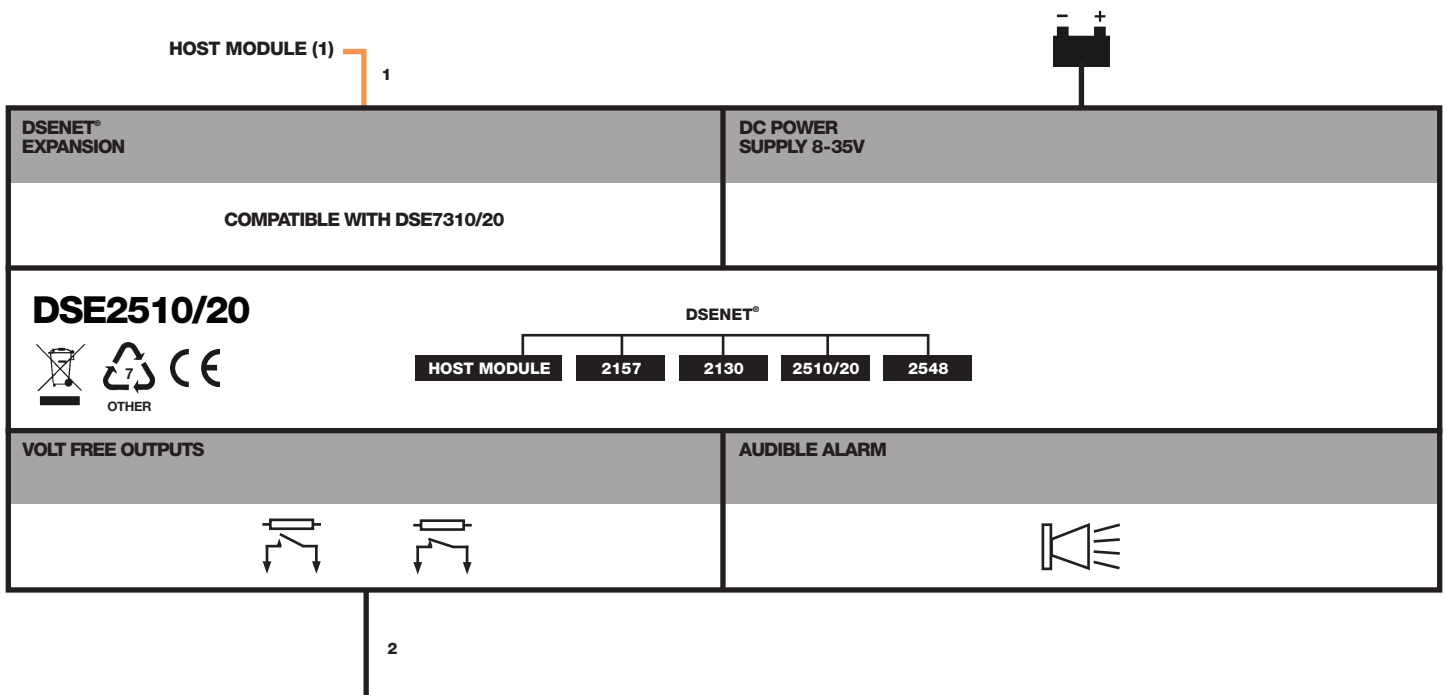 HOST MODULE (1)
1
- +
DSENET®
EXPANSION
DC POWER
SUPPLY 8-35V
COMPATIBLE WITH DSE7310/20
DSE2510/20
7
OTHER
CE
DSENET®
HOST MODULE
2157
2130
2510/20
2548
VOLT FREE OUTPUTS
AUDIBLE ALARM
2